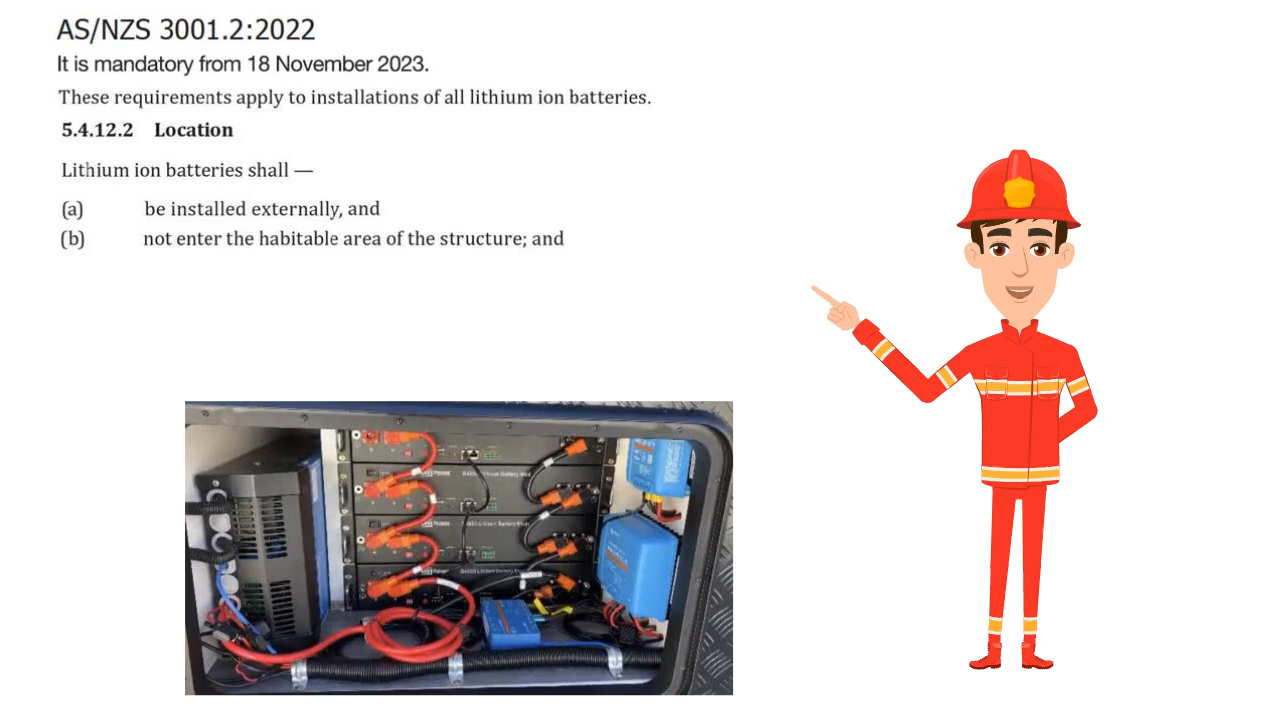 AS/NZS 3001.2:2022
It is mandatory from 18 November 2023.
These requirements apply to installations of all lithium ion batteries.
5.4.12.2 Location
Lithium ion batteries shall —
(a) be installed externally, and
(b) not enter the habitable area of the structure; and